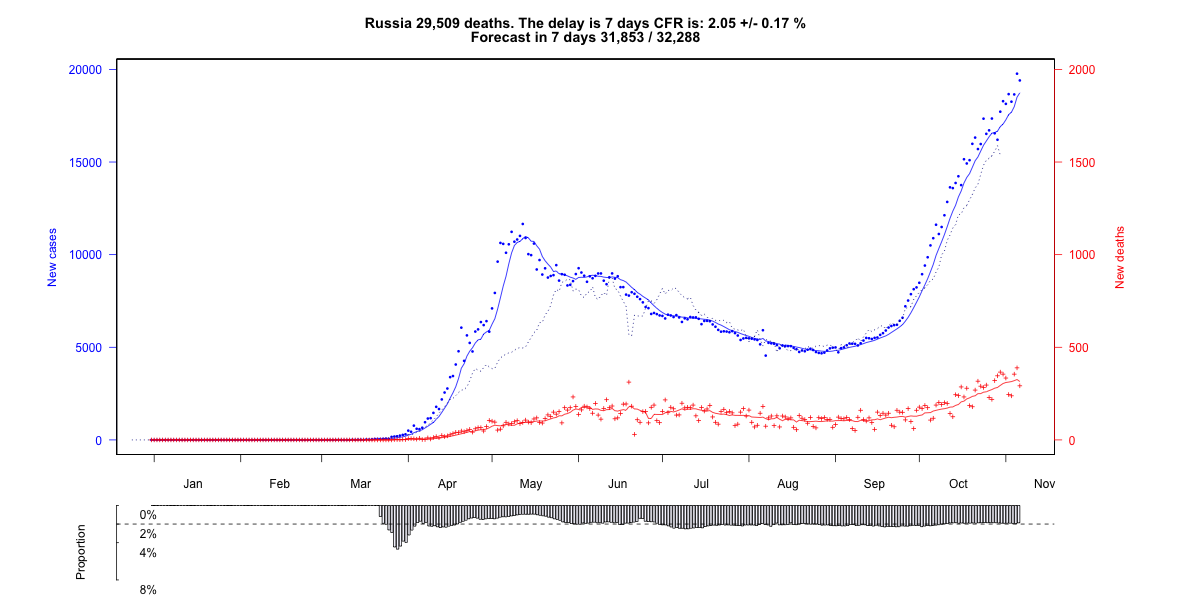 Russia 29,509 deaths. The delay is 7 days CFR is: 2.05 +/- 0.17 %
Forecast in 7 days 31,853 / 32,288
20000
15000
10000
5000
0
New cases
2000
1500
1000
500
0
New deaths
Jan Feb Mar Apr May Jun Jul Aug Sep Oct Nov
Proportion
0%
2%
4%
8%